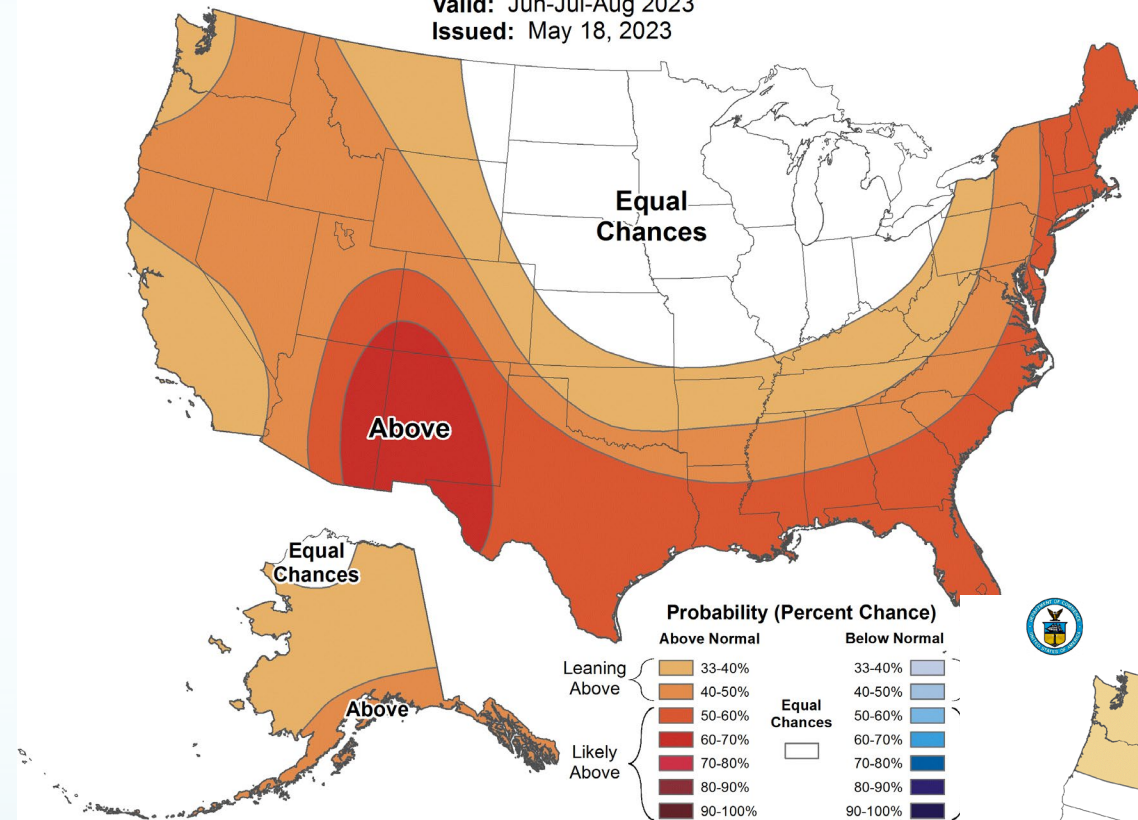 Valid: Jun-Jul-Aug 2023
Issued: May 18, 2023
Equal
Chances
Above
Equal
Chances
Above
Probability (Percent Chance)
Above Normal
Below Normal
Leaning
Above
33-40%
40-50%
Likely
Above
50-60%
60-70%
70-80%
80-90%
90-100%
Equal
Chances
33-40%
40-50%
50-60%
60-70%
70-80%
80-90%
90-100%